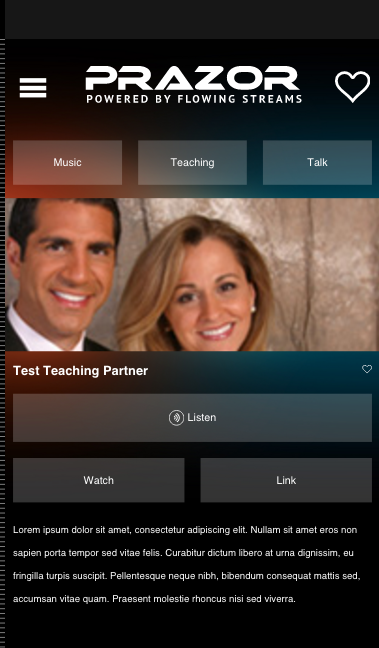 PRAZOR
POWERED BY FLOWING STREAMS
Music Teaching Talk
Test Teaching Partner
Listen
Watch Link
Lorem ipsum dolor sit amet, consectetur adipiscing elit. Nullam sit amet eros non
sapien porta tempor sed vitae felis. Curabitur dictum libero at urna dignissim, eu
fringilla turpis suscipit. Pellentesque neque nibh, bibendum consequat mattis sed,
accumsan vitae quam. Praesent molestie rhoncus nisi sed viverra.